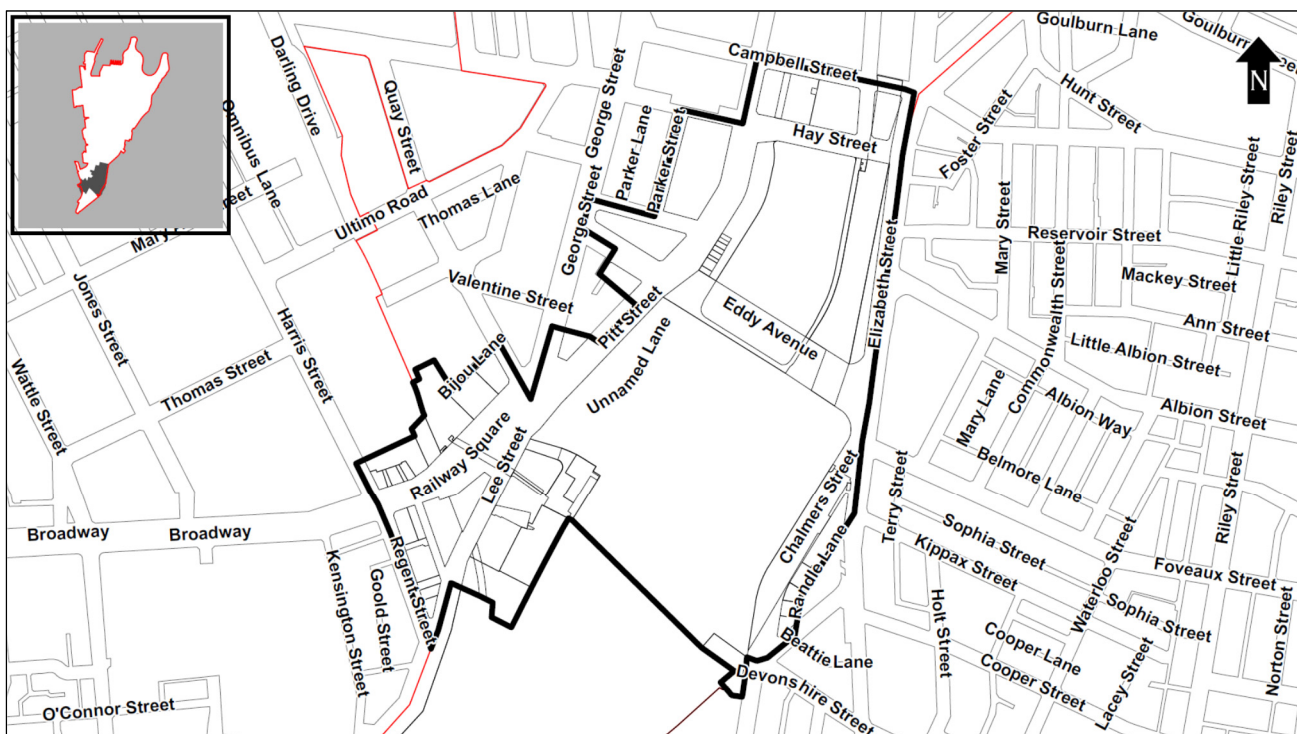 Goulburn Lane
Goulburn Street
N
Darling Drive
Omnibus Lane
Quay Street
George Street
Campbell Street
Parker Lane
Parker Street
Hay Street
Hunt Street
Foster Street
Little Riley Street
Riley Street
Mary Street
Ultimo Road
Thomas Lane
George Street
Elizabeth Street
Mary Street
Reservoir Street
Mackey Street
Jones Street
Valentine Street
Pitt Street
Eddy Avenue
Commonwealth Street
Ann Street
Harris Street
Bijou Lane
Unnamed Lane
Little Albion Street
Wattle Street
Thomas Street
Mary Lane
Albion Way
Albion Street
Railway Square
Lee Street
Belmore Lane
Riley Street
Broadway
Broadway
Chalmers Street
Terry Street
Sophia Street
Kippax Street
Waterloo Street
Foveaux Street
Regent Street
Kensington Street
Goold Street
Randle Lane
Holt Street
Sophia Street
Beattie Lane
Cooper Lane
Norton Street
Devonshire Street
Cooper Street
Lacey Street
O'Connor Street